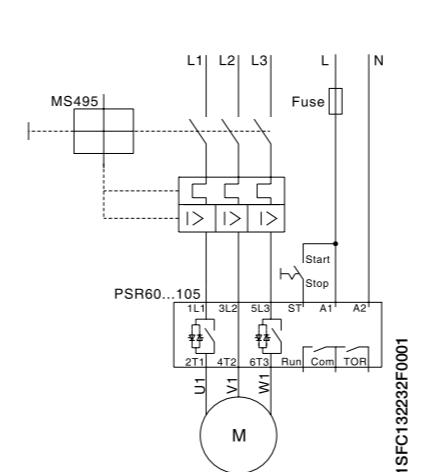 L1 L2 L3 L N
MS495
Fuse
I> I> I>
Start
Stop
PSR60...105
1L1 3L2 5L3 ST A1 A2
2T1 4T2 6T3 Run Com TOR
U1 V1 W1
M
1SFC132232F0001